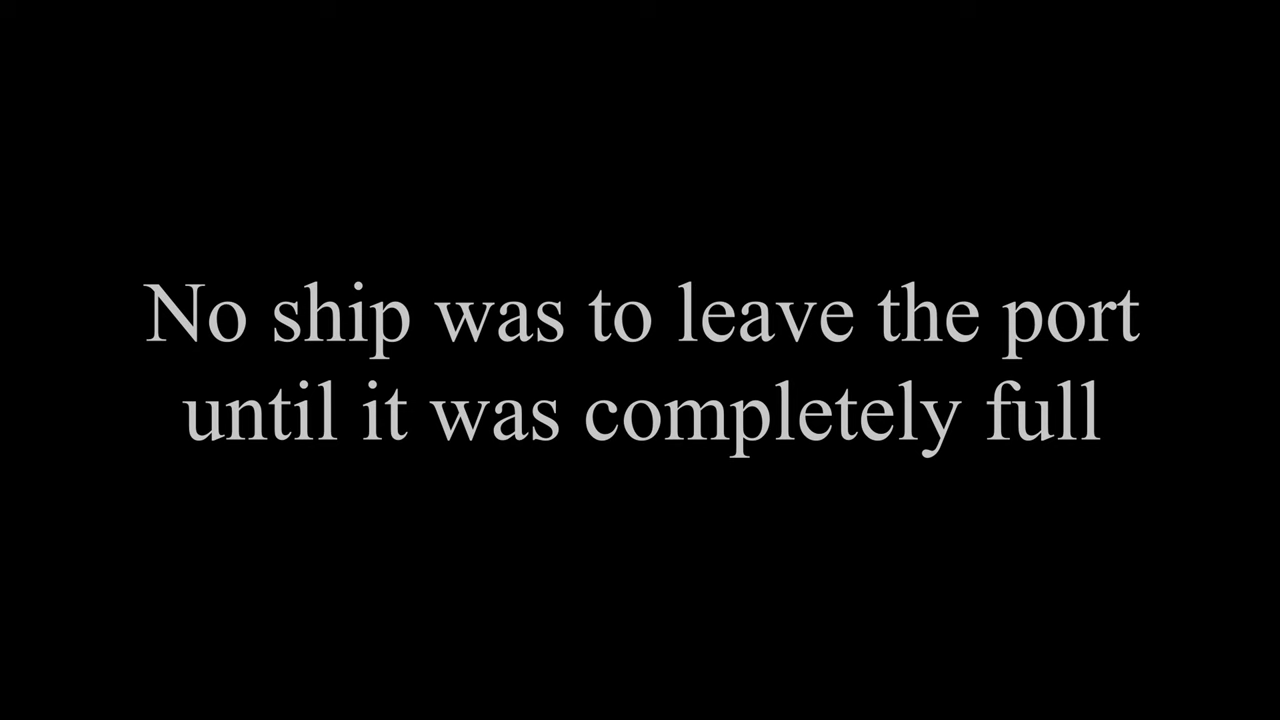 No ship was to leave the port
until it was completely full